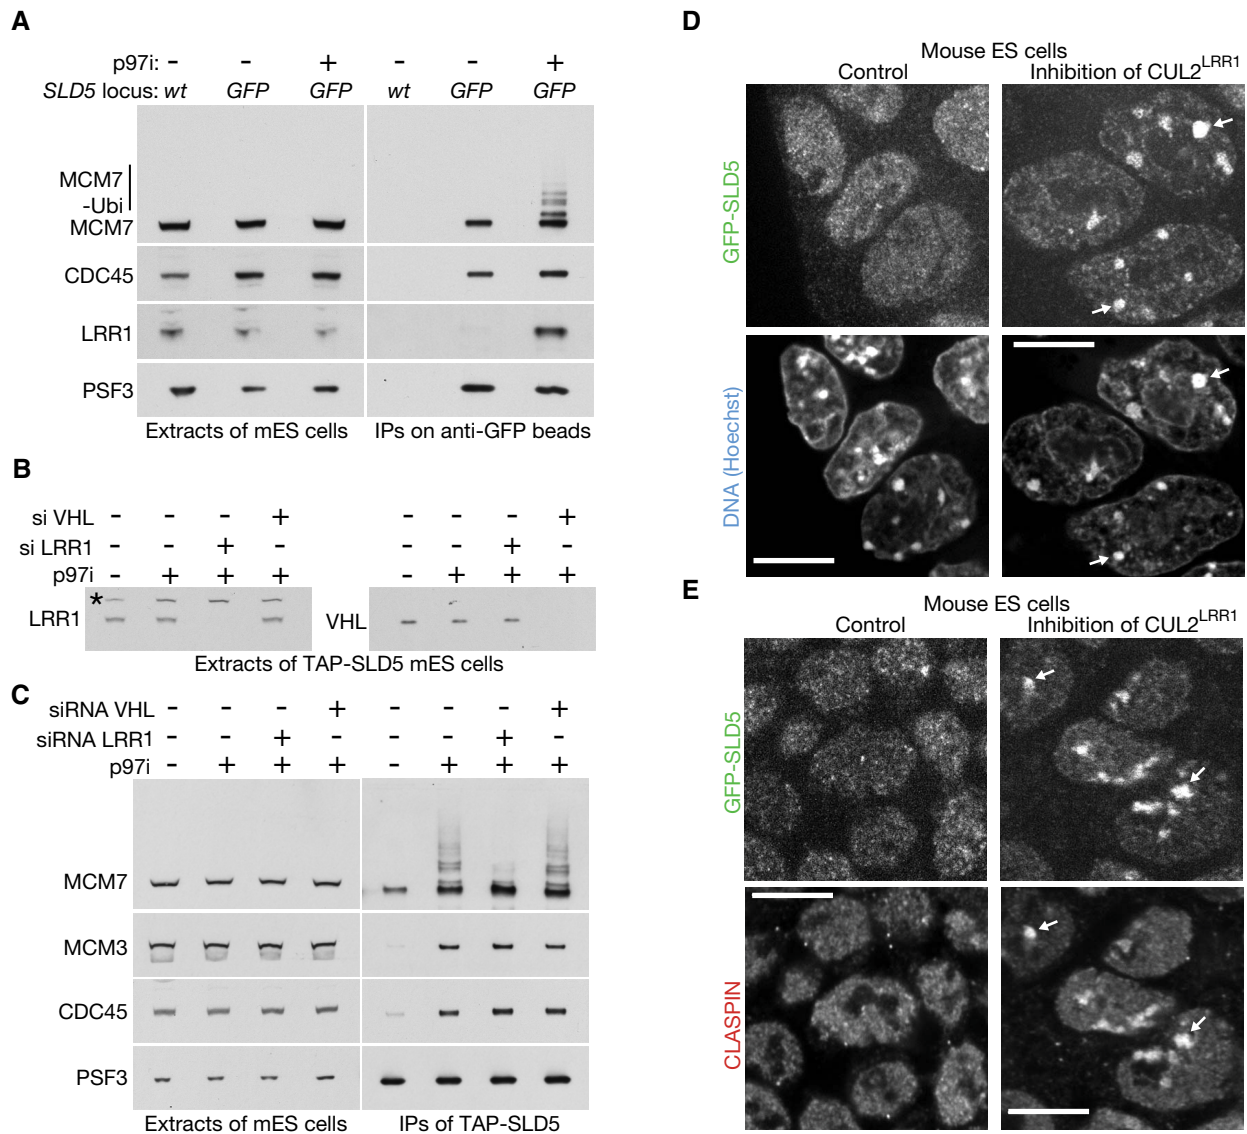 A
p97i: - - + - - +
SLD5 locus: wt GFP GFP wt GFP GFP
MCM7
-Ubi
MCM7
CDC45
LRR1
PSF3
Extracts of mES cells IPs on anti-GFP beads
B
si VHL - - - + - - - +
si LRR1 - - + - - - + -
p97i - + + + - + + +
*
LRR1
VHL
Extracts of TAP-SLD5 mES cells
C
siRNA VHL - - - + - - - +
siRNA LRR1 - - + - - - + -
p97i - + + + - + + +
MCM7
MCM3
CDC45
PSF3
Extracts of mES cells IPs of TAP-SLD5
D
Mouse ES cells
Control Inhibition of CUL2LRR1
GFP-SLD5
DNA (Hoechst)
E
Mouse ES cells
Control Inhibition of CUL2LRR1
GFP-SLD5
CLASPIN